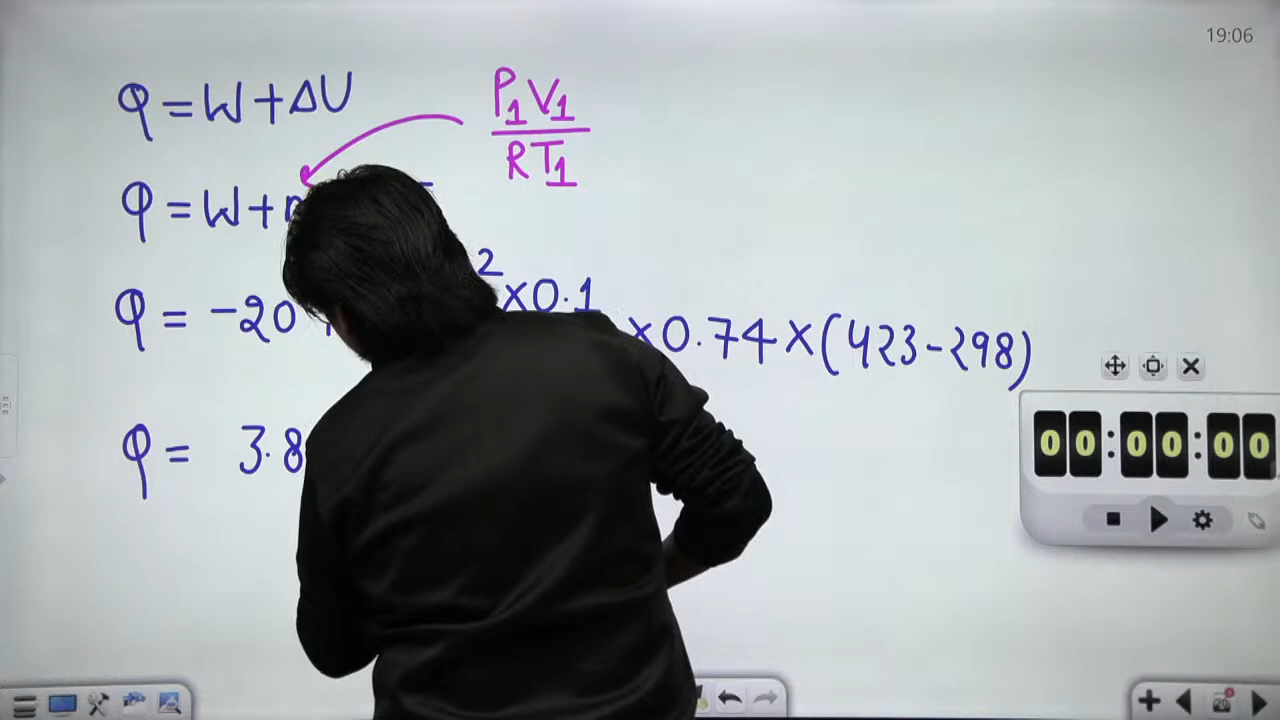 19:06
Q = W + ΔU
P₁V₁
RT₁
Q = W +
Q = -20 ² ×0.1 ×0.74 ×(423-298)
Q = 3.8
00:00:00